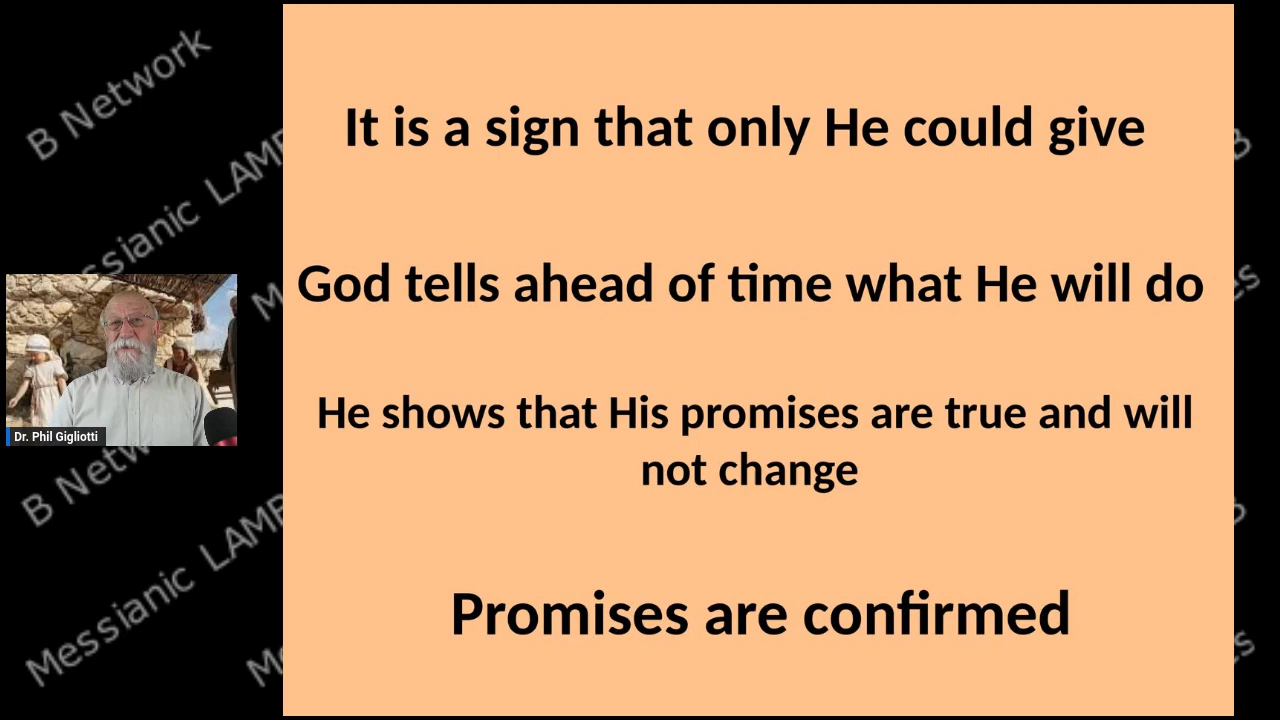 B Network
Messianic LAMB
It is a sign that only He could give
God tells ahead of time what He will do
He shows that His promises are true and will
not change
Promises are confirmed
Dr. Phil Gigliotti
B Network
Messianic LAMB